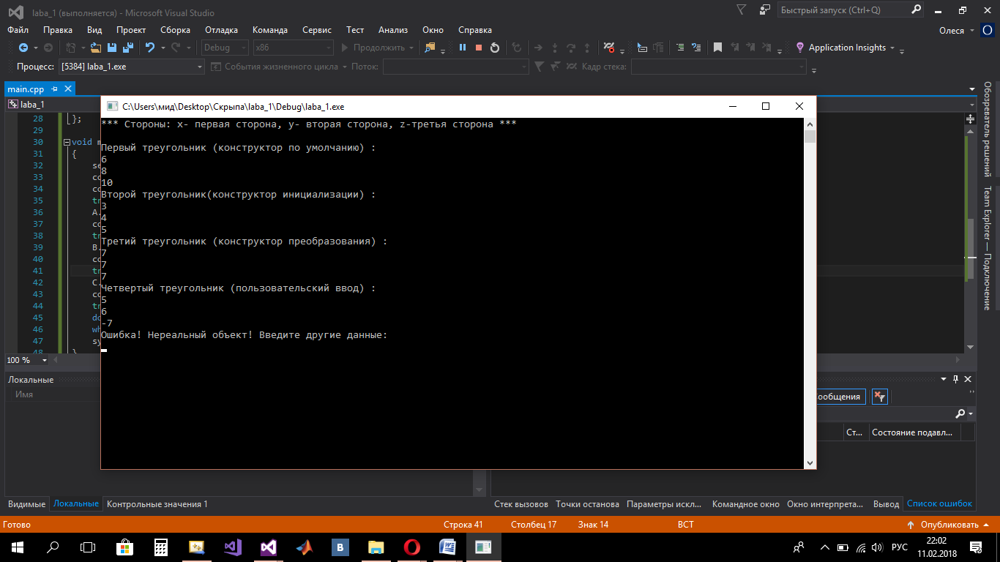 laba_1 (выполняется) - Microsoft Visual Studio
Быстрый запуск (Ctrl+Q)
Файл Правка Вид Проект Сборка Отладка Команда Сервис Тест Анализ Окно Справка
Олеся
O
Debug x86 Продолжить Application Insights
Процесс: [5384] laba_1.exe События жизненного цикла Поток: Кадр стека:
main.cpp
laba_1
C:\Users\мид\Desktop\Скрыпа\laba_1\Debug\laba_1.exe
*** Стороны: x- первая сторона, y- вторая сторона, z-третья сторона ***
Первый треугольник (конструктор по умолчанию) :
6
8
10
Второй треугольник(конструктор инициализации) :
3
4
5
Третий треугольник (конструктор преобразования) :
7
7
7
Четвертый треугольник (пользовательский ввод) :
5
6
-7
Ошибка! Нереальный объект! Введите другие данные:
28 };
29
30 void m
31 {
32 se
33 co
34 co
35 tr
36 A.
37 co
38 tr
39 B.
40 co
41 tr
42 C.
43 co
44 tr
45 do
46 wh
47 sy
48 }
100 %
Обозреватель решений
Team Explorer — Подключение
Локальные
Имя
ообщения
Ст... Состояние подавл...
Видимые Локальные Контрольные значения 1
Стек вызовов Точки останова Параметры искл... Командное окно Окно интерпрета... Вывод Список ошибок
Готово Строка 41 Столбец 17 Знак 14 ВСТ Опубликовать
B
РУС
22:02
11.02.2018